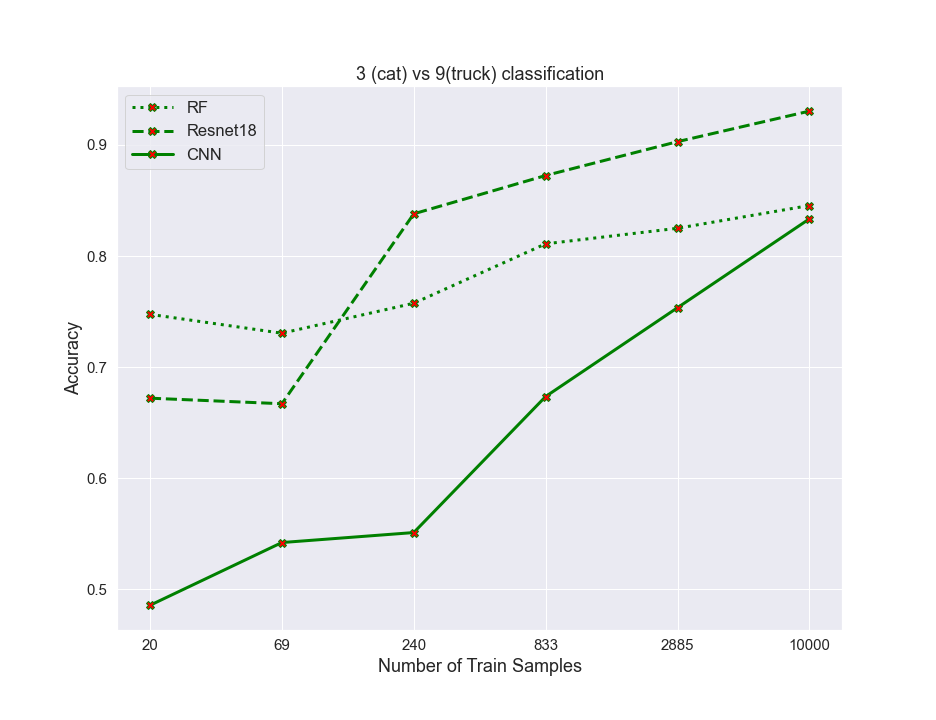 3 (cat) vs 9(truck) classification
RF
Resnet18
CNN
0.9
0.8
0.7
0.6
0.5
Accuracy
20 69 240 833 2885 10000
Number of Train Samples